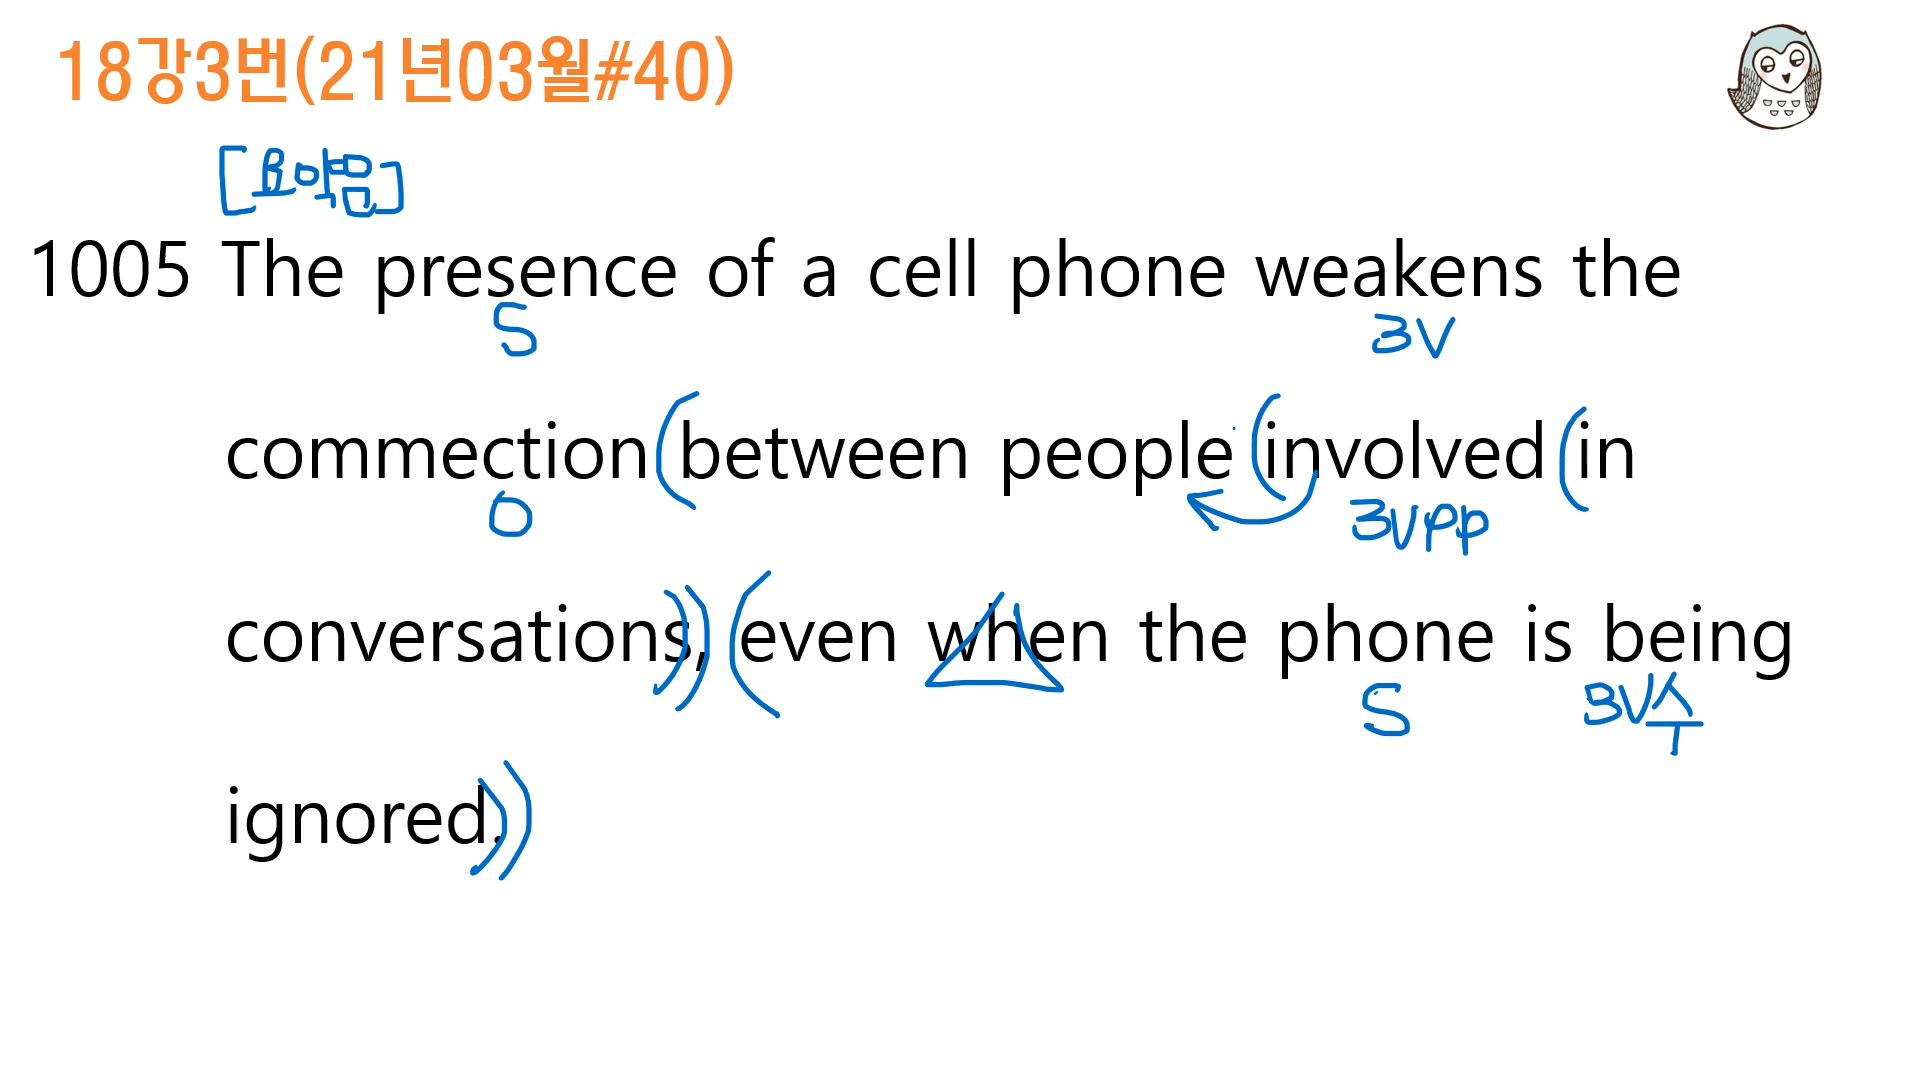 18강3번(21년03월#40)
[요약문]
1005 The presence of a cell phone weakens the
S 3V
commection (between people (involved (in
O 3Vpp
conversations,)) (even when the phone is being
S 3V수
ignored.))